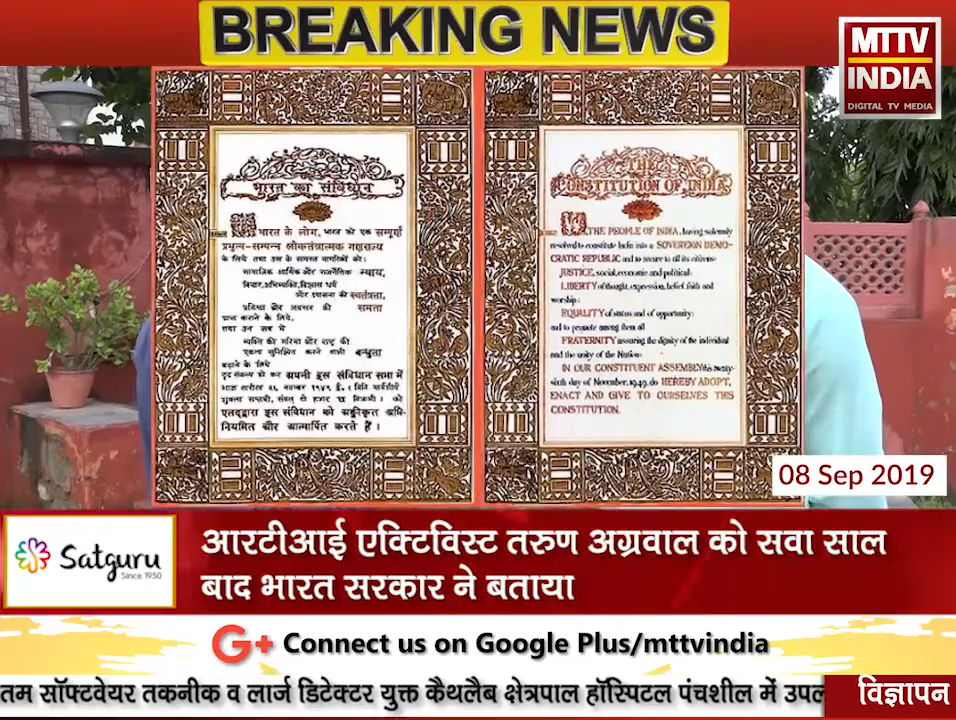 BREAKING NEWS
MTTV
INDIA
DIGITAL TV MEDIA
भारत का संविधान
भारत के लोग, भारत को एक सम्पूर्ण
प्रभुत्व-सम्पन्न लोकतंत्रात्मक गणराज्य
के लिये तथा उस के समस्त नागरिकों को:
सामाजिक आर्थिक और राजनैतिक न्याय,
विचार, अभिव्यक्ति, विश्वास धर्म
और उपासना की स्वतंत्रता,
प्रतिष्ठा और अवसर की समता
प्राप्त कराने के लिये,
तथा उन सब में
व्यक्ति की गरिमा और राष्ट्र की
एकता सुनिश्चित करने वाली बन्धुता
बढ़ाने के लिये
दृढ़ संकल्प हो कर अपनी इस संविधान सभा में
आज तारीख २६ नवम्बर १९४९ ई. (मिति मार्गशीर्ष
शुक्ला सप्तमी, संवत् दो हजार छ विक्रमी) को
एतद्द्वारा इस संविधान को अङ्गीकृत अधि-
नियमित और आत्मार्पित करते हैं ।
THE
CONSTITUTION OF INDIA
THE PEOPLE OF INDIA, having solemnly
resolved to constitute India into a SOVEREIGN DEMO-
CRATIC REPUBLIC and to secure to all its citizens
JUSTICE, social, economic and political;
LIBERTY of thought, expression, belief, faith and
worship;
EQUALITY of status and of opportunity;
and to promote among them all
FRATERNITY assuring the dignity of the individual
and the unity of the Nation;
IN OUR CONSTITUENT ASSEMBLY this twenty-
sixth day of November, 1949, do HEREBY ADOPT,
ENACT AND GIVE TO OURSELVES THIS
CONSTITUTION.
08 Sep 2019
Satguru
Since 1950
आरटीआई एक्टिविस्ट तरुण अग्रवाल को सवा साल
बाद भारत सरकार ने बताया
G+ Connect us on Google Plus/mttvindia
तम सॉफ्टवेयर तकनीक व लार्ज डिटेक्टर युक्त कैथलैब क्षेत्रपाल हॉस्पिटल पंचशील में उपल
विज्ञापन